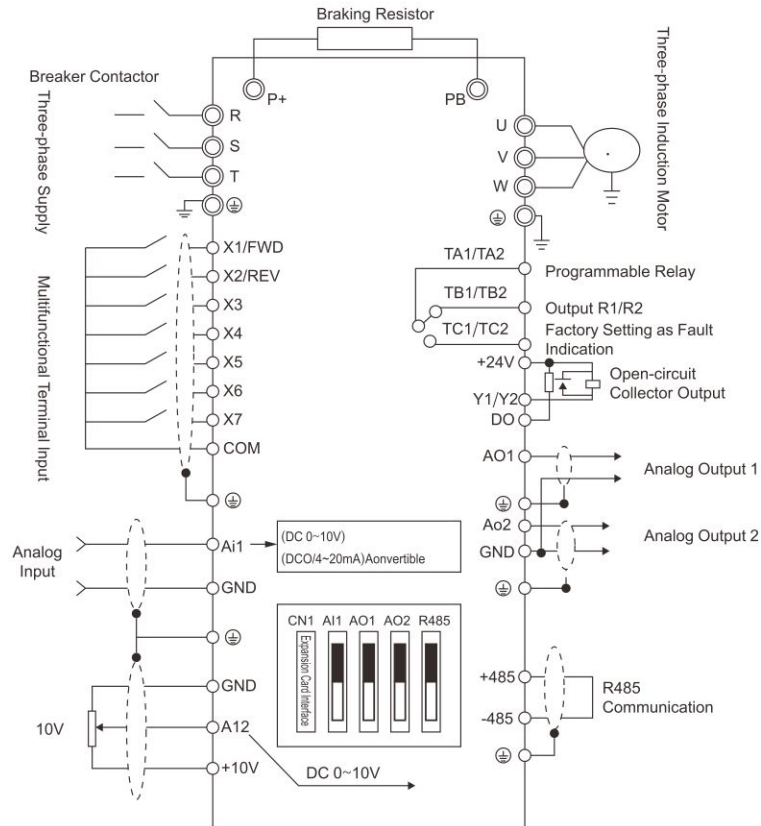 Braking Resistor
Breaker Contactor
P+
PB
Three-phase Supply
R
S
T
U
V
W
Three-phase Induction Motor
Multifunctional Terminal Input
X1/FWD
X2/REV
X3
X4
X5
X6
X7
COM
TA1/TA2
Programmable Relay
TB1/TB2
Output R1/R2
TC1/TC2
Factory Setting as Fault
Indication
+24V
Open-circuit
Collector Output
Y1/Y2
DO
AO1
Analog Output 1
Ao2
Analog Output 2
GND
Analog
Input
Ai1
(DC 0~10V)
(DCO/4~20mA)Aonvertible
GND
CN1 AI1 AO1 AO2 R485
Expansion Card Interface
GND
10V
A12
+10V
DC 0~10V
+485
-485
R485
Communication